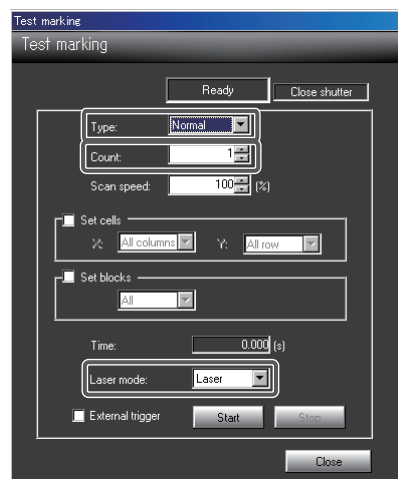 Test marking
Test marking
Ready Close shutter
Type: Normal
Count: 1
Scan speed: 100 (%)
Set cells
X: All columns Y: All row
Set blocks
All
Time: 0.000 (s)
Laser mode: Laser
External trigger Start Stop
Close